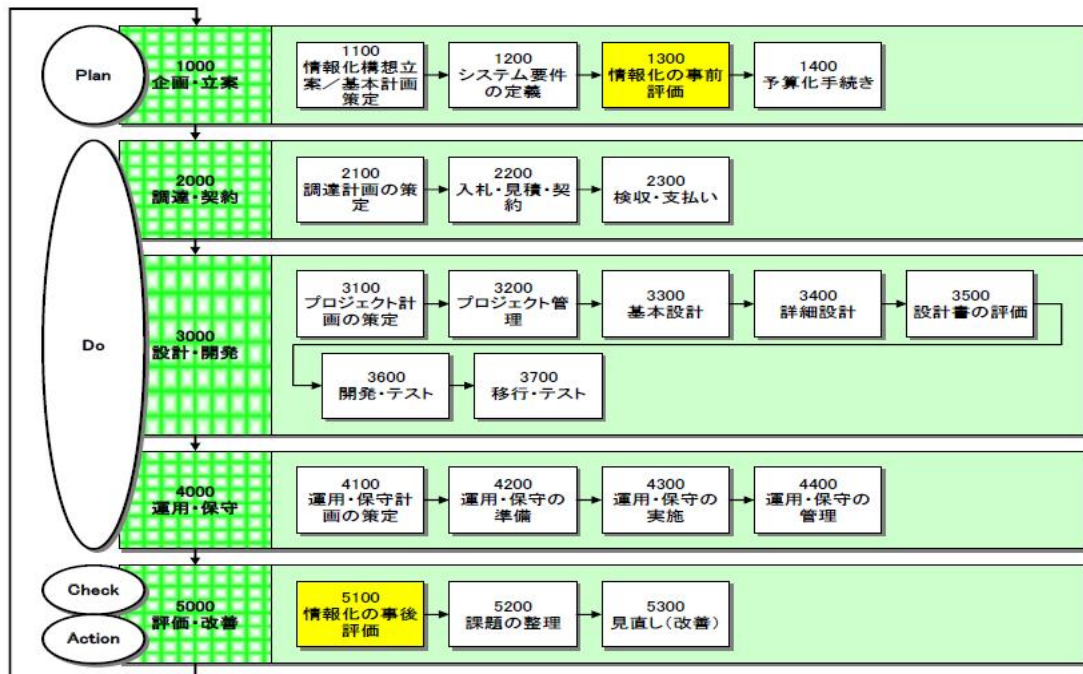 Plan
1000
企画・立案
1100
情報化構想立
案／基本計画
策定
1200
システム要件
の定義
1300
情報化の事前
評価
1400
予算化手続き
Do
2000
調達・契約
2100
調達計画の策
定
2200
入札・見積・契
約
2300
検収・支払い
3000
設計・開発
3100
プロジェクト計
画の策定
3200
プロジェクト管
理
3300
基本設計
3400
詳細設計
3500
設計書の評価
3600
開発・テスト
3700
移行・テスト
4000
運用・保守
4100
運用・保守計
画の策定
4200
運用・保守の
準備
4300
運用・保守の
実施
4400
運用・保守の
管理
Check
Action
5000
評価・改善
5100
情報化の事後
評価
5200
課題の整理
5300
見直し（改善）